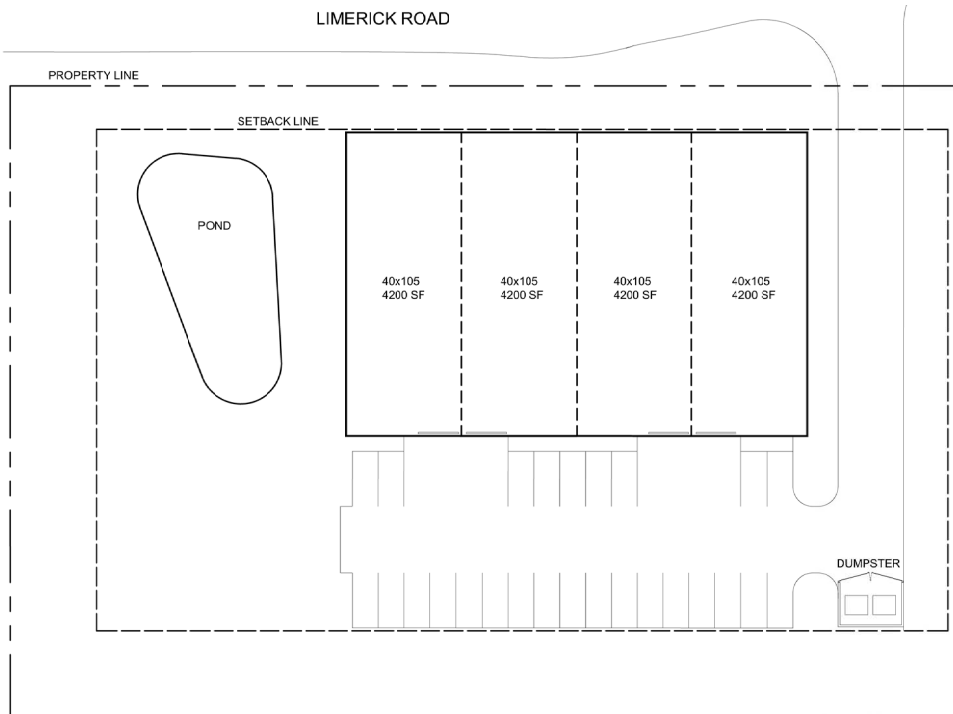 LIMERICK ROAD
PROPERTY LINE
SETBACK LINE
POND
40x105
4200 SF
40x105
4200 SF
40x105
4200 SF
40x105
4200 SF
DUMPSTER